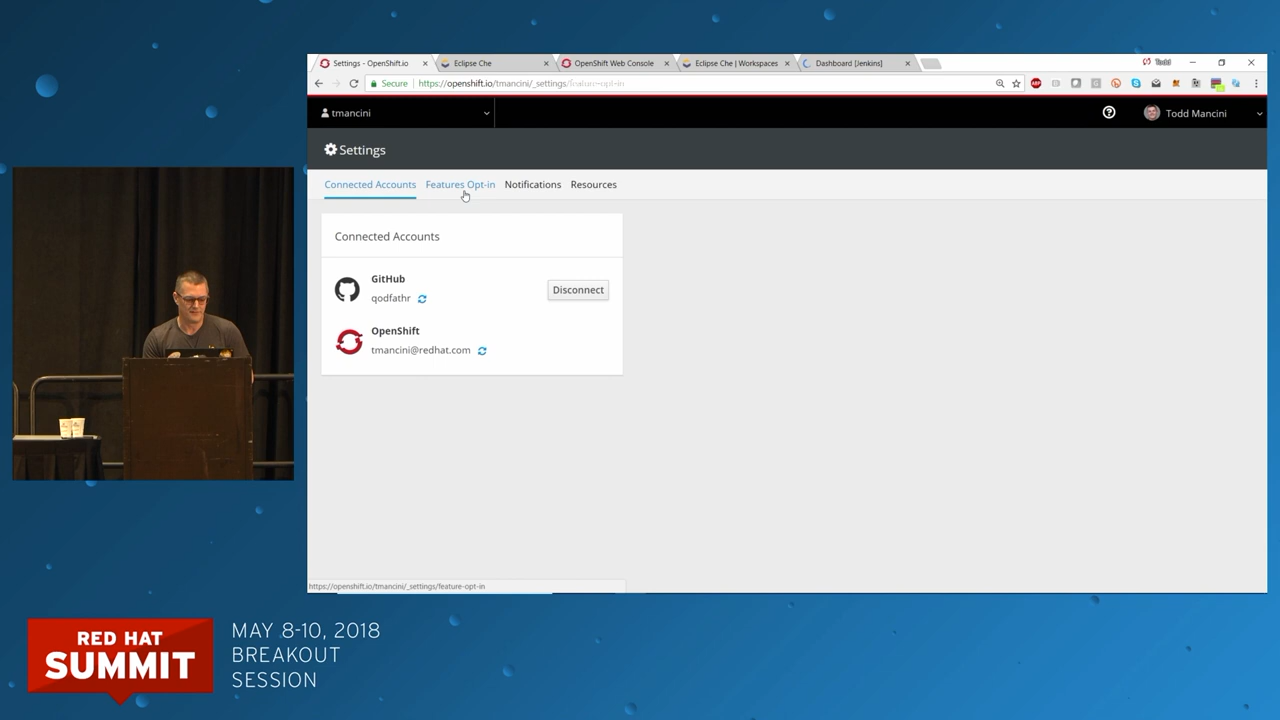 Settings - OpenShift.io
Eclipse Che
OpenShift Web Console
Eclipse Che | Workspaces
Dashboard [Jenkins]
Todd
Secure
https://openshift.io/tmancini/_settings/feature-opt-in
tmancini
Todd Mancini
Settings
Connected Accounts
Features Opt-in
Notifications
Resources
Connected Accounts
GitHub
qodfathr
Disconnect
OpenShift
tmancini@redhat.com
https://openshift.io/tmancini/_settings/feature-opt-in
RED HAT
SUMMIT
MAY 8-10, 2018
BREAKOUT
SESSION